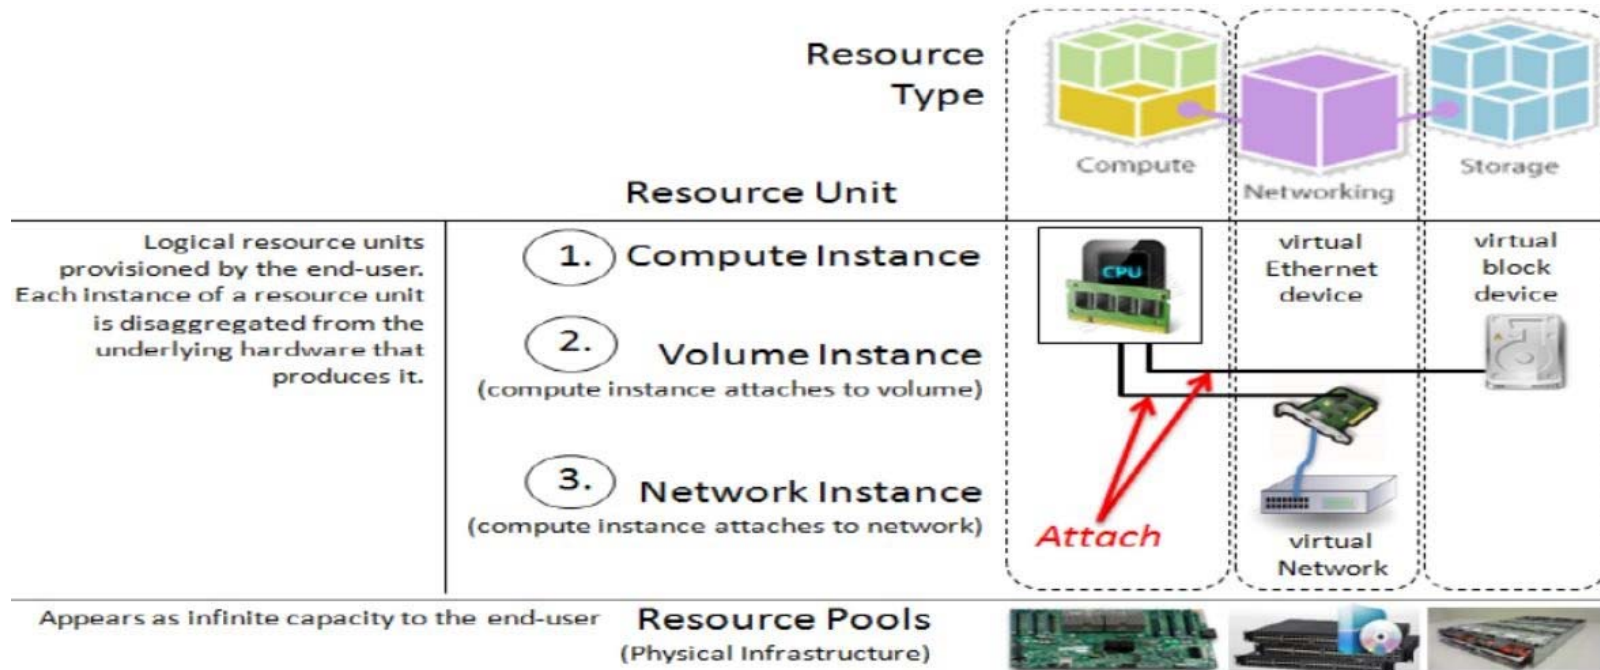 Resource
Type
Compute
Networking
Storage
Resource Unit
Logical resource units
provisioned by the end-user.
Each instance of a resource unit
is disaggregated from the
underlying hardware that
produces it.
1. Compute Instance
2. Volume Instance
(compute instance attaches to volume)
3. Network Instance
(compute instance attaches to network)
CPU
Attach
virtual
Ethernet
device
virtual
Network
virtual
block
device
Appears as infinite capacity to the end-user
Resource Pools
(Physical Infrastructure)